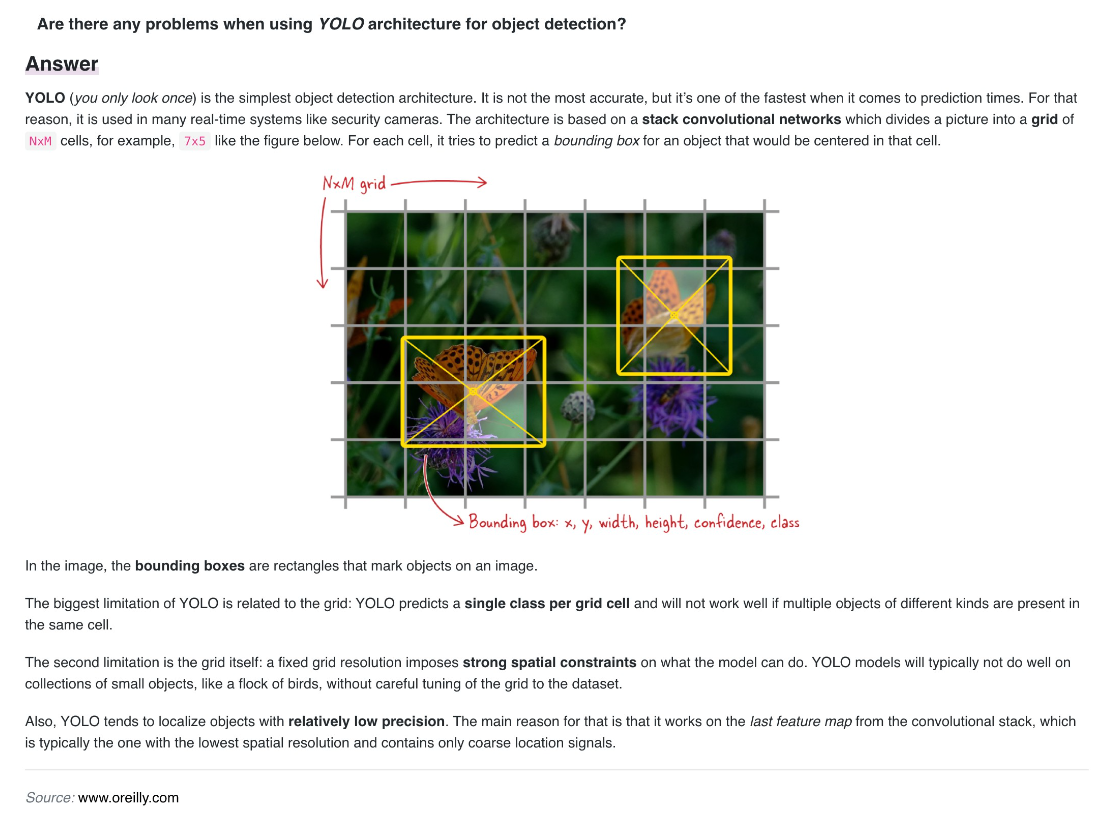 Are there any problems when using YOLO architecture for object detection?
Answer
YOLO (you only look once) is the simplest object detection architecture. It is not the most accurate, but it’s one of the fastest when it comes to prediction times. For that
reason, it is used in many real-time systems like security cameras. The architecture is based on a stack convolutional networks which divides a picture into a grid of
NxM cells, for example, 7x5 like the figure below. For each cell, it tries to predict a bounding box for an object that would be centered in that cell.
NxM grid
Bounding box: x, y, width, height, confidence, class
In the image, the bounding boxes are rectangles that mark objects on an image.
The biggest limitation of YOLO is related to the grid: YOLO predicts a single class per grid cell and will not work well if multiple objects of different kinds are present in
the same cell.
The second limitation is the grid itself: a fixed grid resolution imposes strong spatial constraints on what the model can do. YOLO models will typically not do well on
collections of small objects, like a flock of birds, without careful tuning of the grid to the dataset.
Also, YOLO tends to localize objects with relatively low precision. The main reason for that is that it works on the last feature map from the convolutional stack, which
is typically the one with the lowest spatial resolution and contains only coarse location signals.
Source: www.oreilly.com